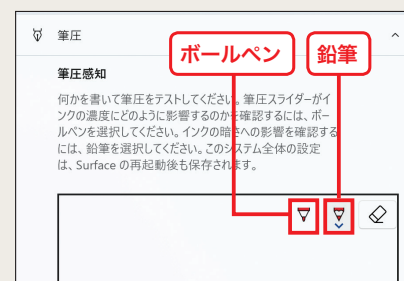 筆圧
ボールペン
鉛筆
筆圧感知
何かを書いて筆圧をテストしてください。筆圧スライダーがイ
ンクの濃度にどのように影響するのかを確認するには、ボー
ルペンを選択してください。インクの暗さへの影響を確認する
には、鉛筆を選択してください。このシステム全体の設定
は、Surface の再起動後も保存されます。